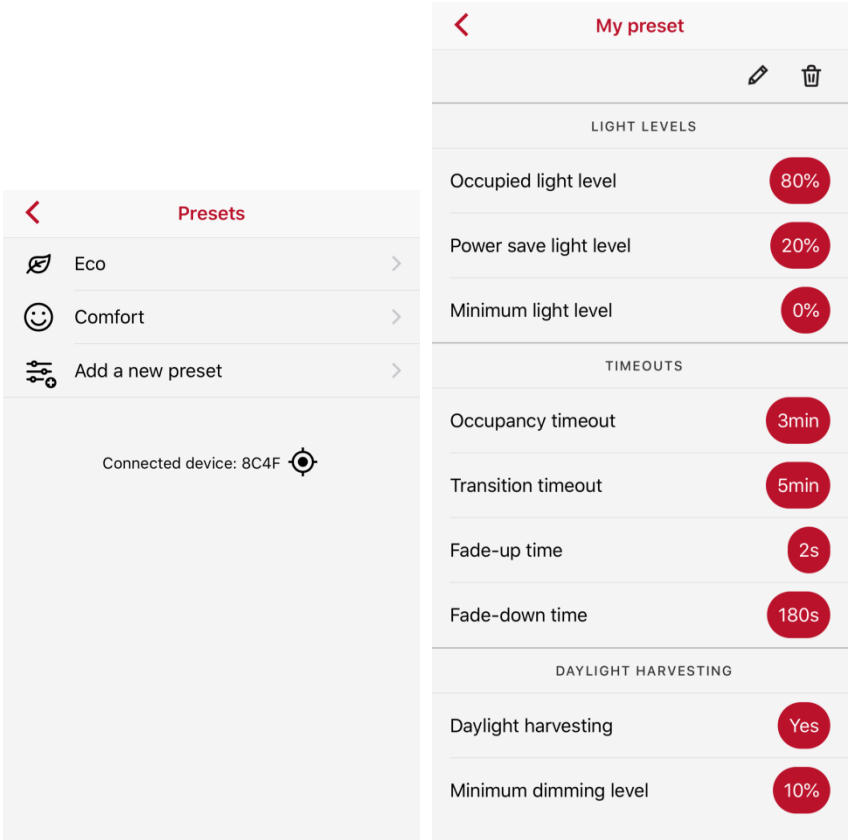 Presets
Eco
Comfort
Add a new preset
Connected device: 8C4F
My preset
LIGHT LEVELS
Occupied light level 80%
Power save light level 20%
Minimum light level 0%
TIMEOUTS
Occupancy timeout 3min
Transition timeout 5min
Fade-up time 2s
Fade-down time 180s
DAYLIGHT HARVESTING
Daylight harvesting Yes
Minimum dimming level 10%